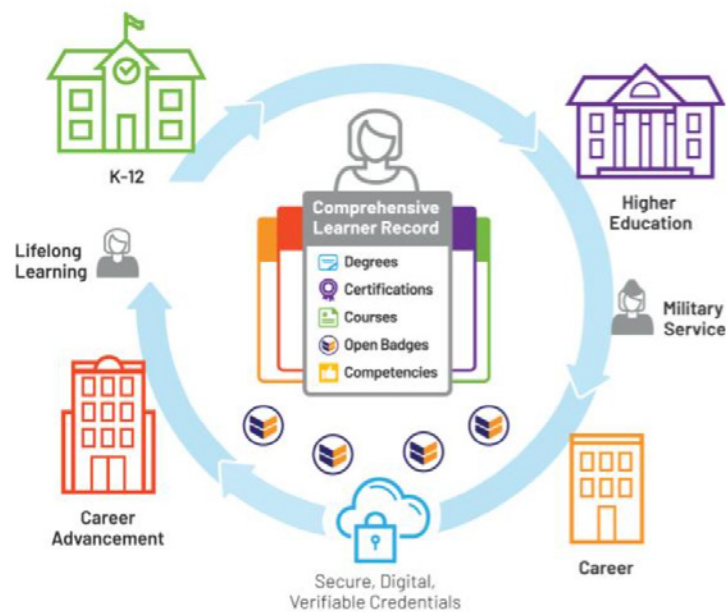 K-12
Comprehensive
Learner Record
Degrees
Certifications
Courses
Open Badges
Competencies
Higher
Education
Lifelong
Learning
Military
Service
Career
Advancement
Career
Secure, Digital,
Verifiable Credentials